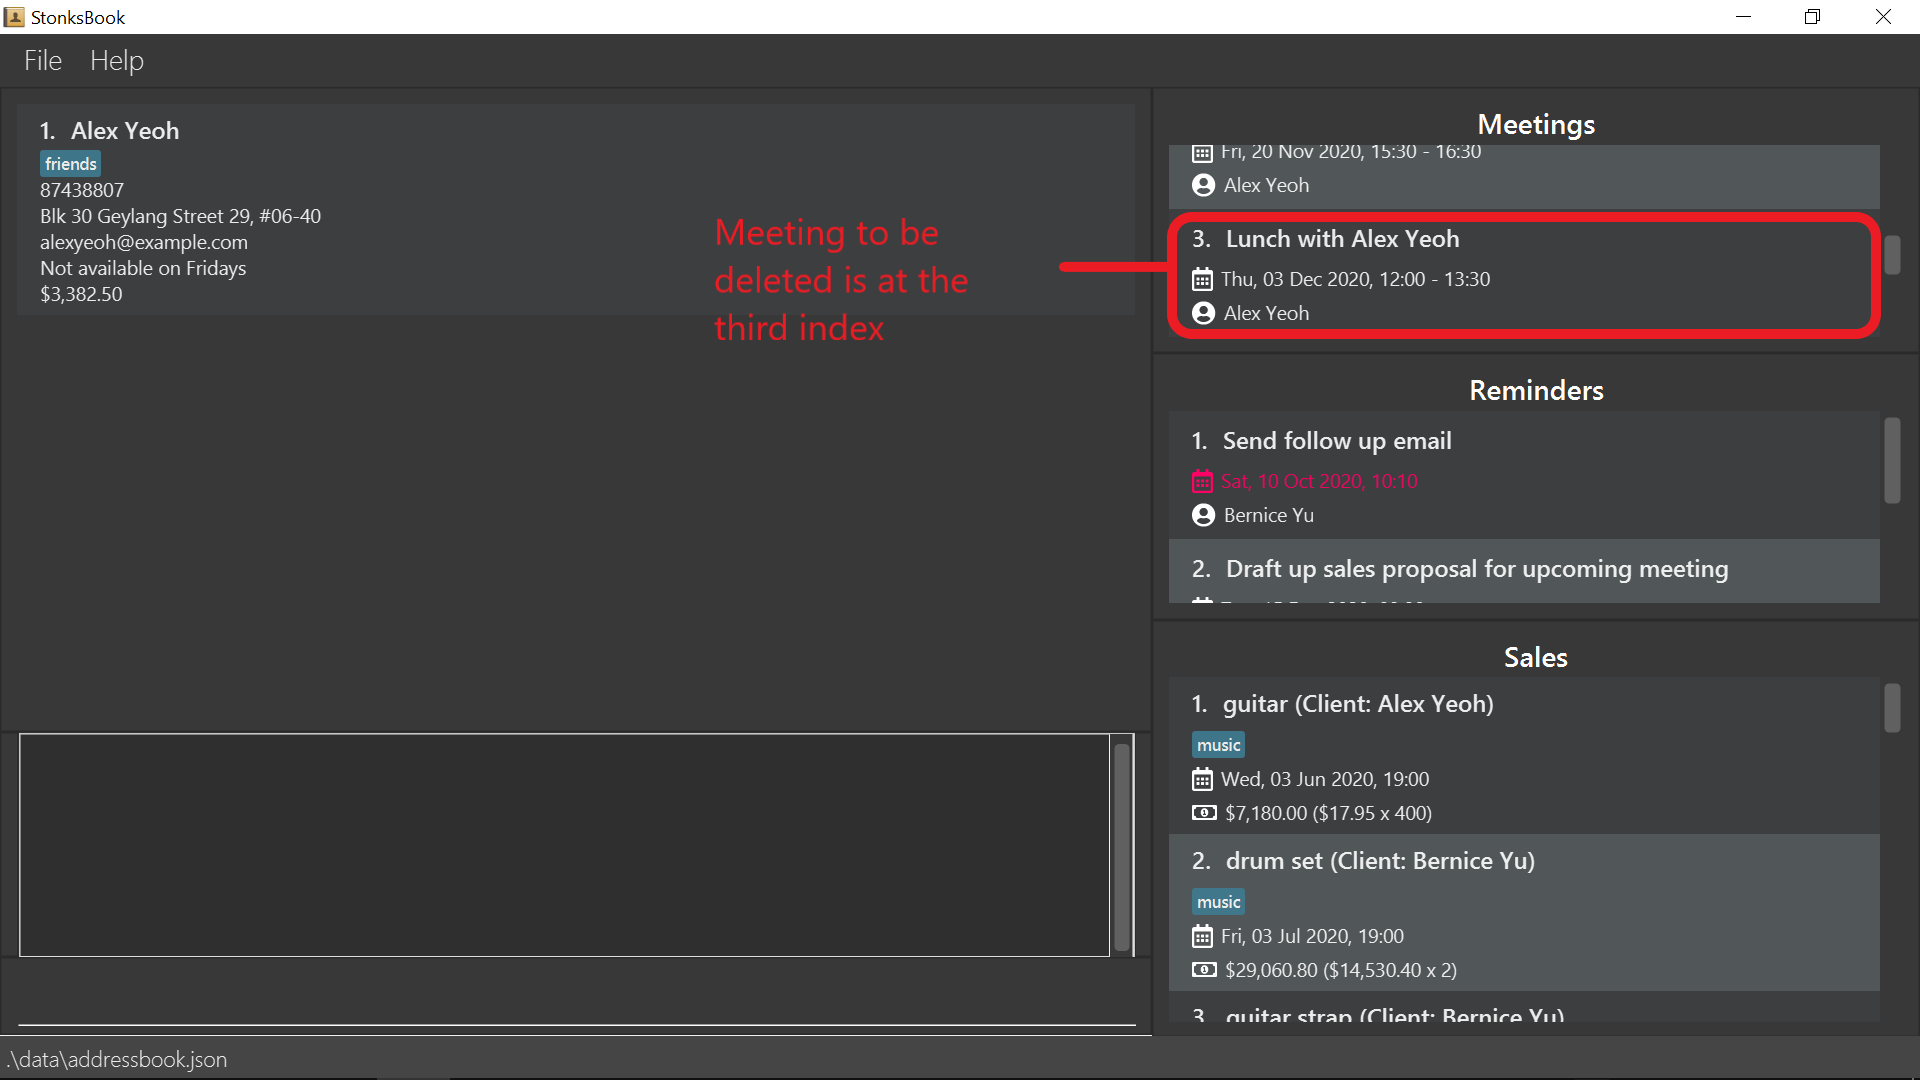 StonksBook
File Help
1. Alex Yeoh
friends
87438807
Blk 30 Geylang Street 29, #06-40
alexyeoh@example.com
Not available on Fridays
$3,382.50
Meeting to be
deleted is at the
third index
Meetings
Fri, 20 Nov 2020, 15:30 - 16:30
Alex Yeoh
3. Lunch with Alex Yeoh
Thu, 03 Dec 2020, 12:00 - 13:30
Alex Yeoh
Reminders
1. Send follow up email
Sat, 10 Oct 2020, 10:10
Bernice Yu
2. Draft up sales proposal for upcoming meeting
Sales
1. guitar (Client: Alex Yeoh)
music
Wed, 03 Jun 2020, 19:00
$7,180.00 ($17.95 x 400)
2. drum set (Client: Bernice Yu)
music
Fri, 03 Jul 2020, 19:00
$29,060.80 ($14,530.40 x 2)
3. guitar strap (Client: Bernice Yu)
.\data\addressbook.json